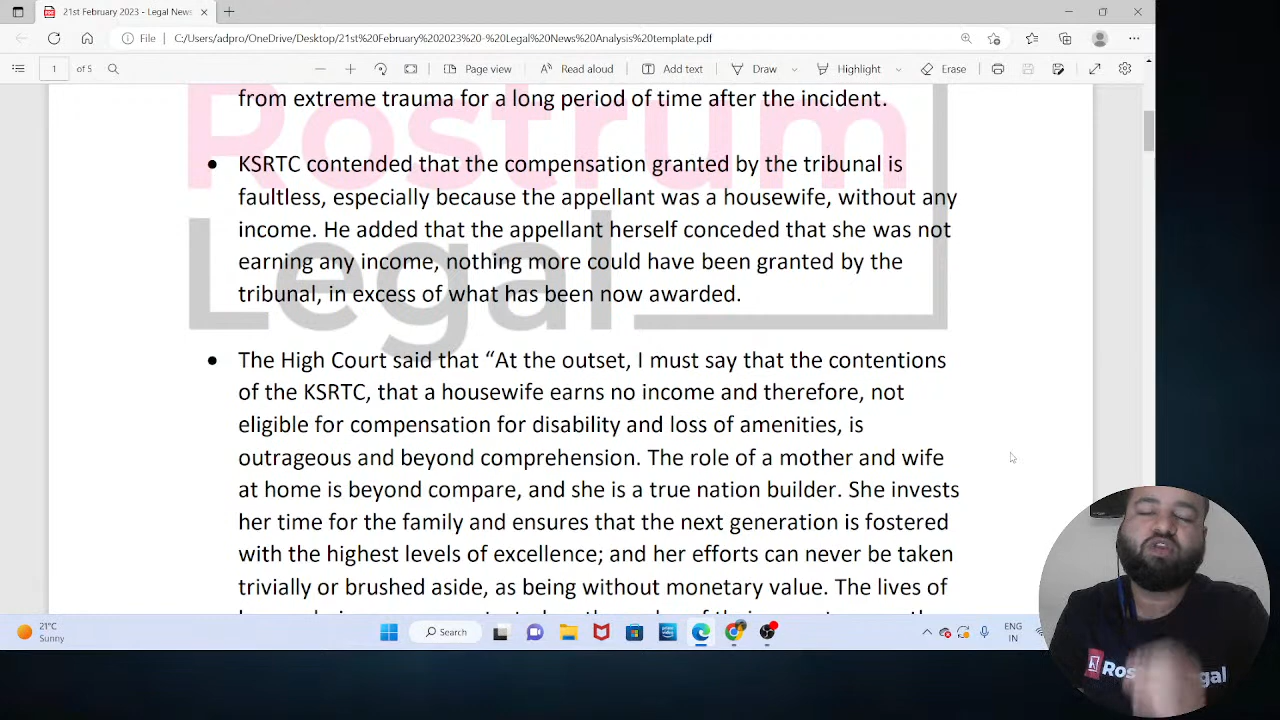 21st February 2023 - Legal News
File
C:/Users/adpro/OneDrive/Desktop/21st%20February%202023%20-%20Legal%20News%20Analysis%20template.pdf
1 of 5
Page view
Read aloud
Add text
Draw
Highlight
Erase
Rostrum
Legal
from extreme trauma for a long period of time after the incident.
• KSRTC contended that the compensation granted by the tribunal is
faultless, especially because the appellant was a housewife, without any
income. He added that the appellant herself conceded that she was not
earning any income, nothing more could have been granted by the
tribunal, in excess of what has been now awarded.
• The High Court said that “At the outset, I must say that the contentions
of the KSRTC, that a housewife earns no income and therefore, not
eligible for compensation for disability and loss of amenities, is
outrageous and beyond comprehension. The role of a mother and wife
at home is beyond compare, and she is a true nation builder. She invests
her time for the family and ensures that the next generation is fostered
with the highest levels of excellence; and her efforts can never be taken
trivially or brushed aside, as being without monetary value. The lives of
21°C
Sunny
Search
ENG
IN